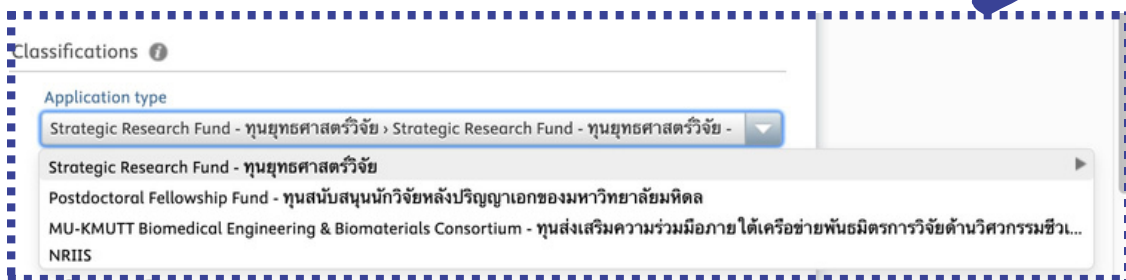 Classifications
Application type
Strategic Research Fund - ทุนยุทธศาสตร์วิจัย › Strategic Research Fund - ทุนยุทธศาสตร์วิจัย -
Strategic Research Fund - ทุนยุทธศาสตร์วิจัย
Postdoctoral Fellowship Fund - ทุนสนับสนุนนักวิจัยหลังปริญญาเอกของมหาวิทยาลัยมหิดล
MU-KMUTT Biomedical Engineering & Biomaterials Consortium - ทุนส่งเสริมความร่วมมือภายใต้เครือข่ายพันธมิตรการวิจัยด้านวิศวกรรมชีวเ...
NRIIS